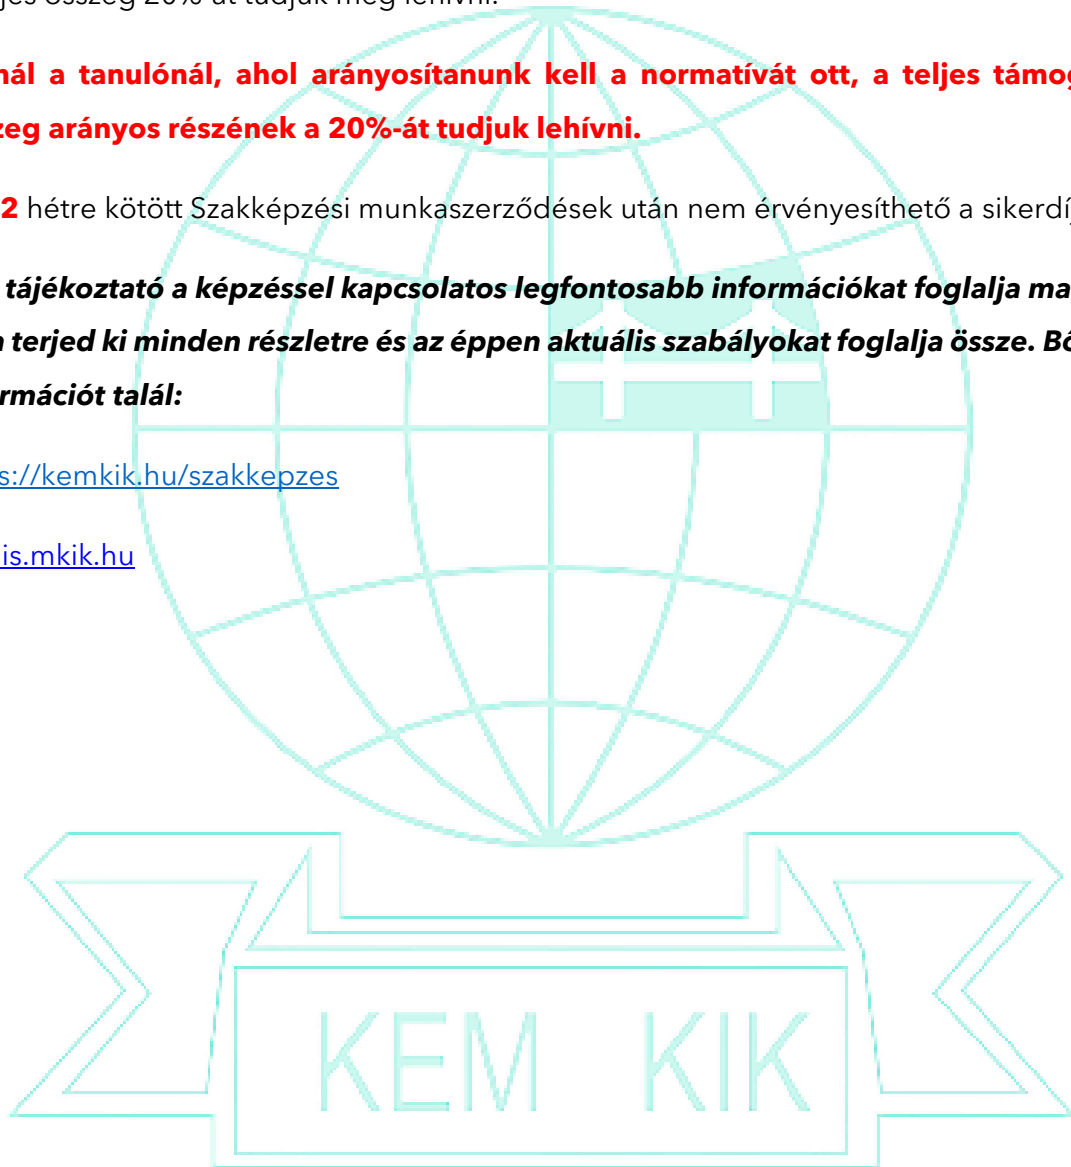 jes összeg 20%-át tudjuk meg lehívni.
nál a tanulónál, ahol arányosítanunk kell a normatívát ott, a teljes támog
zeg arányos részének a 20%-át tudjuk lehívni.
2 hétre kötött Szakképzési munkaszerződések után nem érvényesíthető a sikerdíj
tájékoztató a képzéssel kapcsolatos legfontosabb információkat foglalja ma
terjed ki minden részletre és az éppen aktuális szabályokat foglalja össze. Bő
rmációt talál:
s://kemkik.hu/szakkepzes
is.mkik.hu
KEM KIK